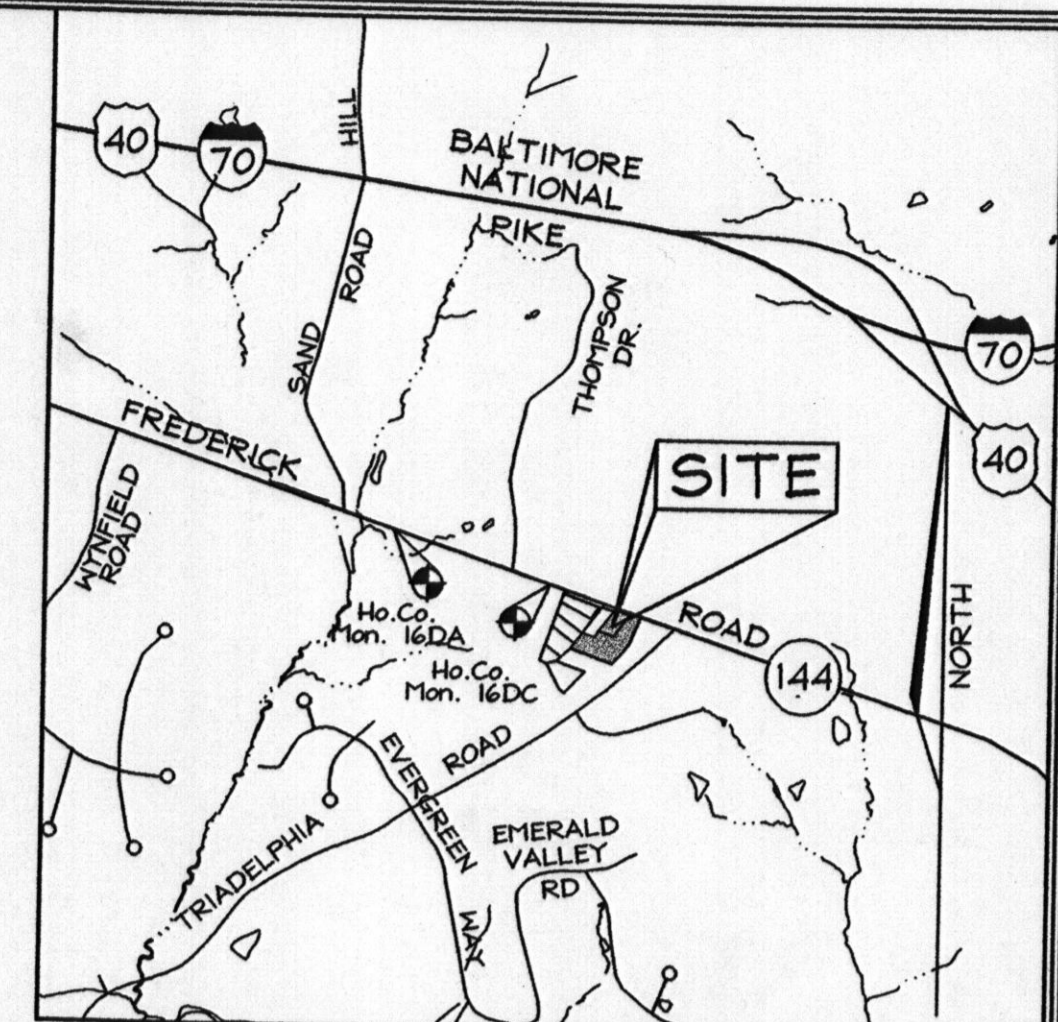 40
70
HILL
BALTIMORE
NATIONAL
PIKE
ROAD
SAND
THOMPSON
DR.
70
40
FREDERICK
SITE
WYNFIELD
ROAD
Ho.Co.
Mon. 16DA
Ho.Co.
Mon. 16DC
ROAD
144
NORTH
EVERGREEN
WAY
ROAD
TRIADELPHIA
EMERALD
VALLEY
RD